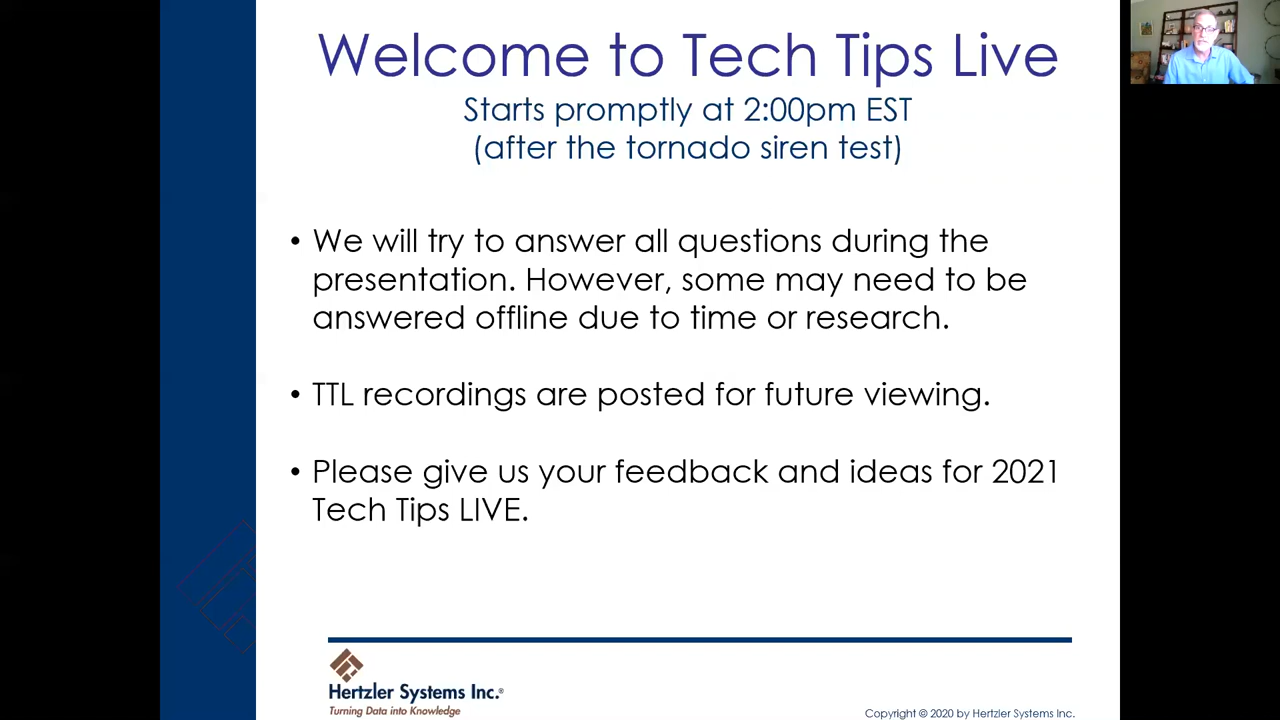 Welcome to Tech Tips Live
Starts promptly at 2:00pm EST
(after the tornado siren test)
• We will try to answer all questions during the
presentation. However, some may need to be
answered offline due to time or research.
• TTL recordings are posted for future viewing.
• Please give us your feedback and ideas for 2021
Tech Tips LIVE.
Hertzler Systems Inc.®
Turning Data into Knowledge
Copyright © 2020 by Hertzler Systems Inc.